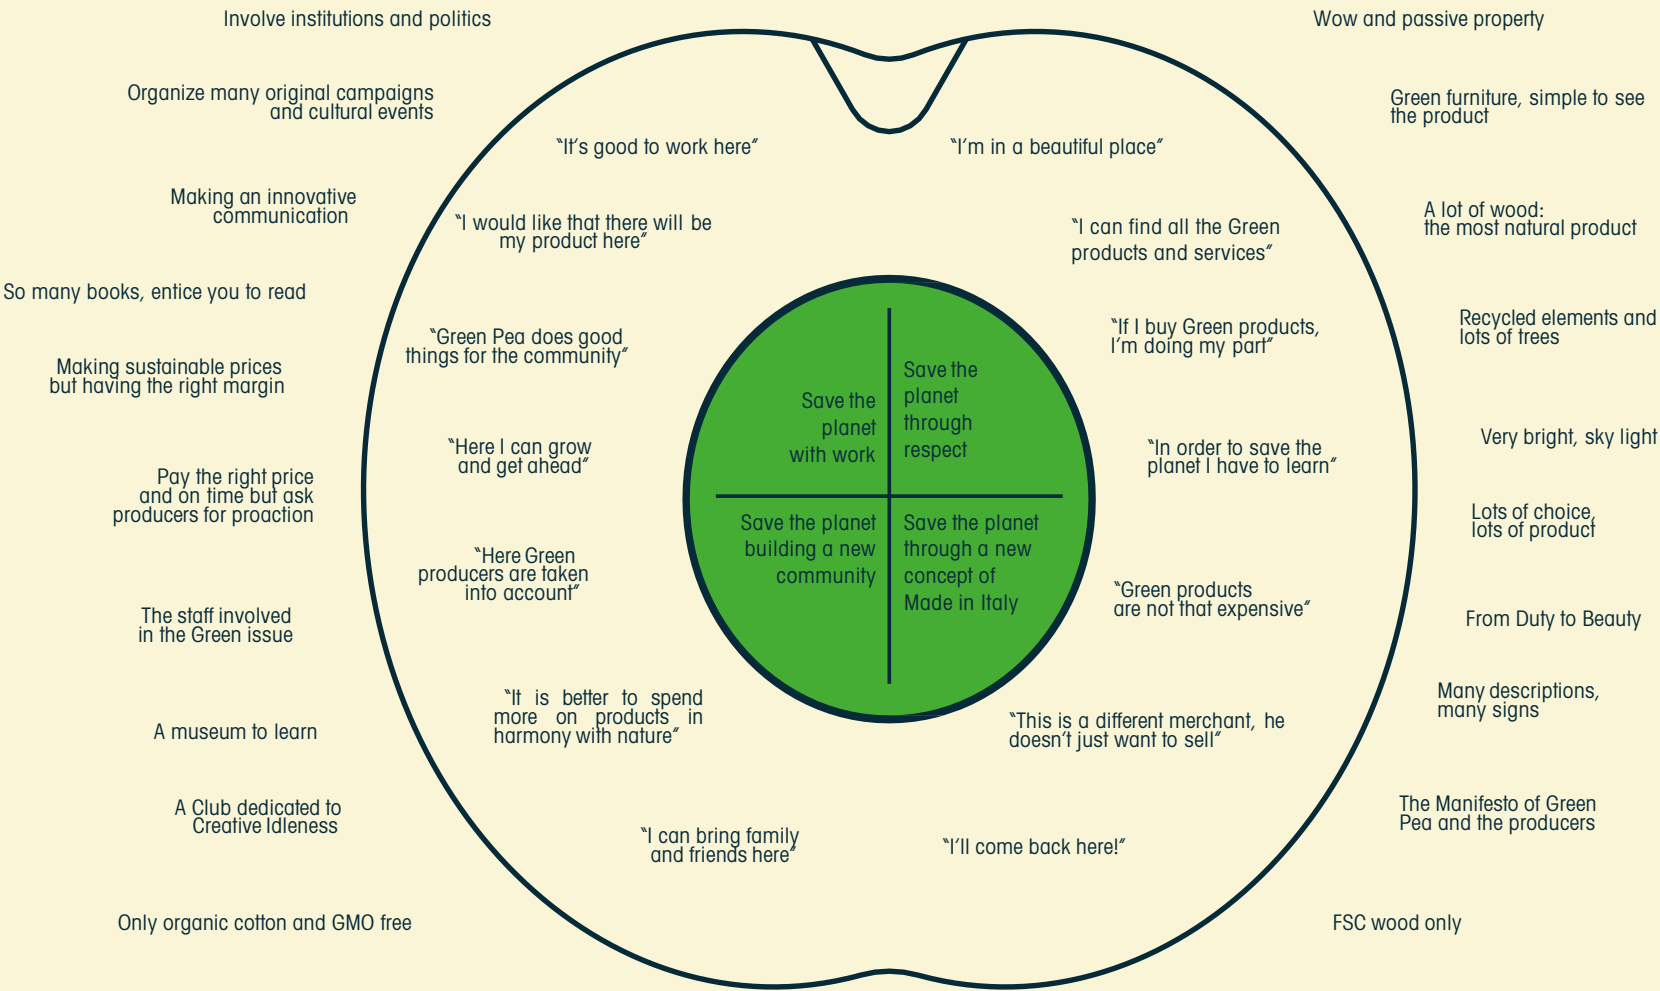 Involve institutions and politics
Organize many original campaigns
and cultural events
Making an innovative
communication
So many books, entice you to read
Making sustainable prices
but having the right margin
Pay the right price
and on time but ask
producers for proaction
The staff involved
in the Green issue
A museum to learn
A Club dedicated to
Creative Idleness
Only organic cotton and GMO free
“It’s good to work here”
“I would like that there will be
my product here”
“Green Pea does good
things for the community”
“Here I can grow
and get ahead”
“Here Green
producers are taken
into account”
“It is better to spend
more on products in
harmony with nature”
“I can bring family
and friends here”
Save the
planet
with work
Save the
planet
through
respect
Save the planet
building a new
community
Save the planet
through a new
concept of
Made in Italy
“I’m in a beautiful place”
“I can find all the Green
products and services”
“If I buy Green products,
I’m doing my part”
“In order to save the
planet I have to learn”
“Green products
are not that expensive”
“This is a different merchant, he
doesn’t just want to sell”
“I’ll come back here!”
Wow and passive property
Green furniture, simple to see
the product
A lot of wood:
the most natural product
Recycled elements and
lots of trees
Very bright, sky light
Lots of choice,
lots of product
From Duty to Beauty
Many descriptions,
many signs
The Manifesto of Green
Pea and the producers
FSC wood only